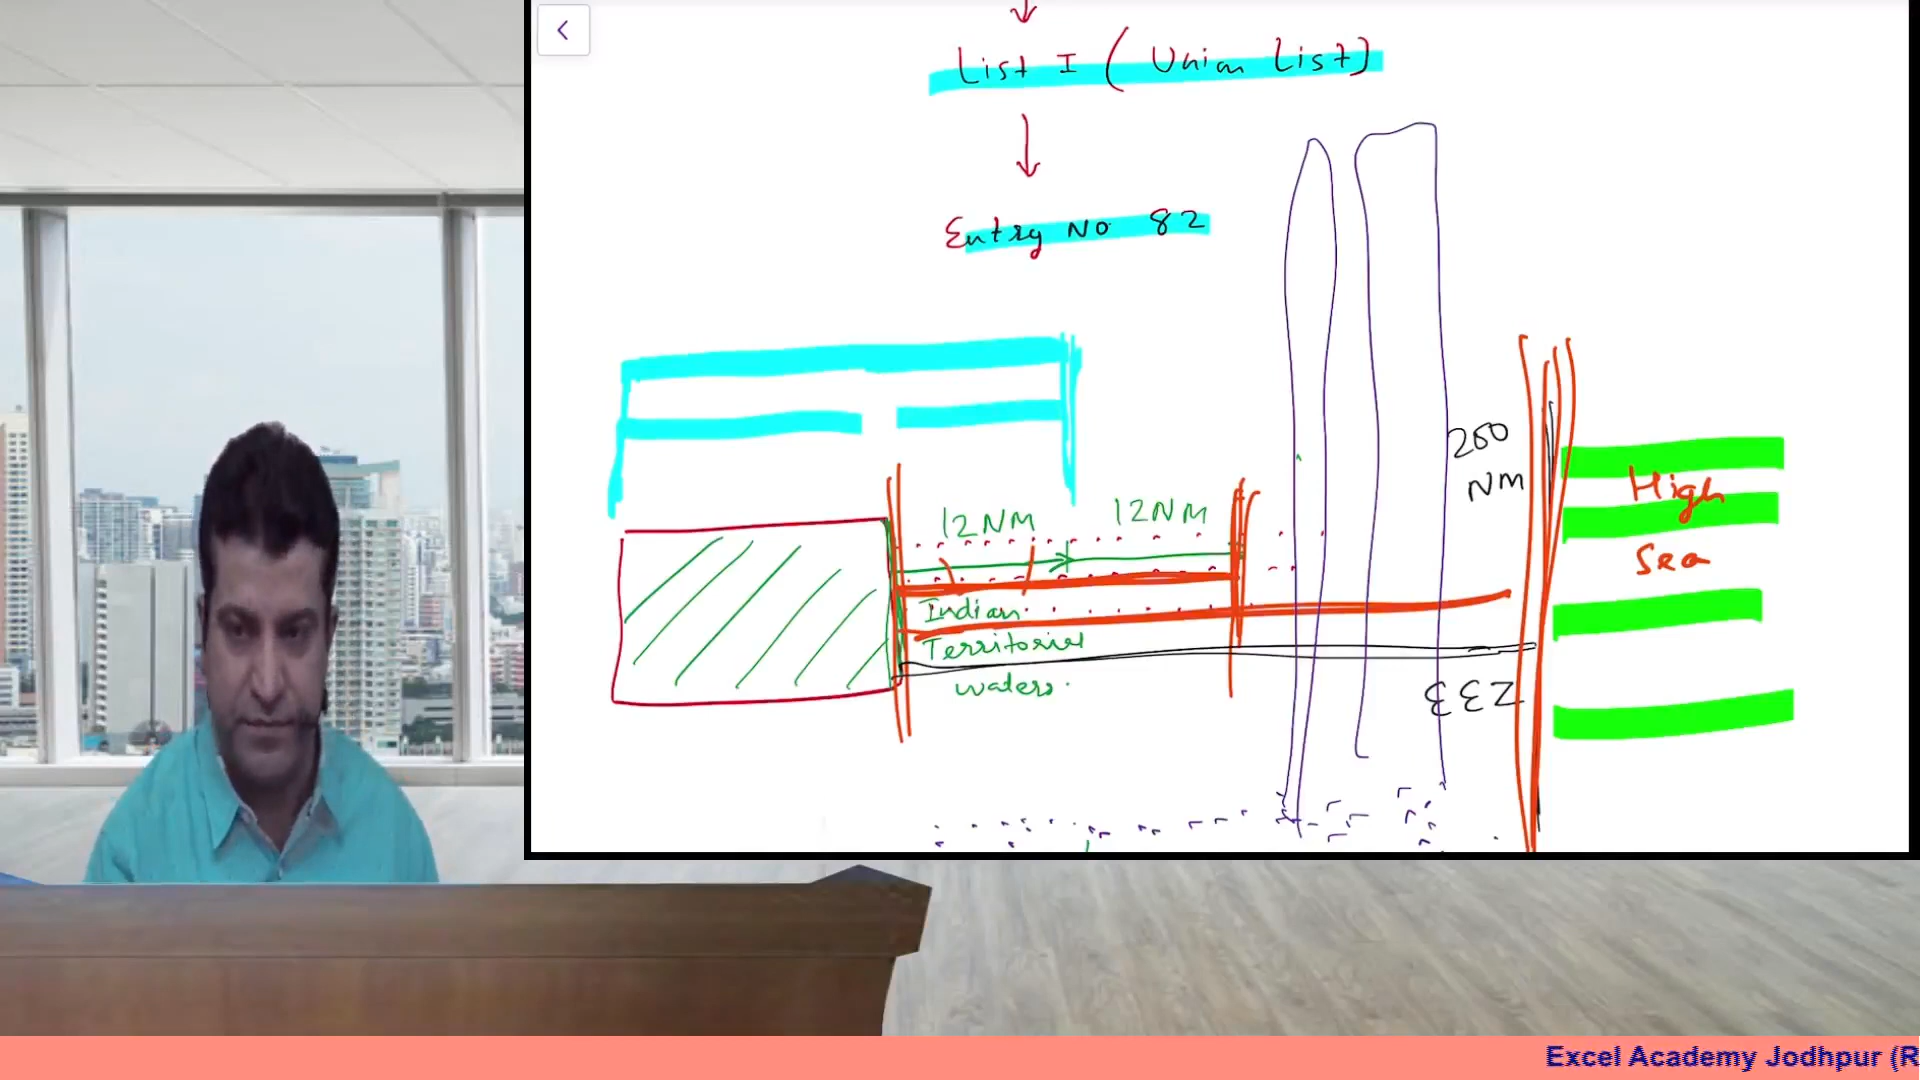 List I (Union List)
Entry No 82
12NM 12NM
200
NM
High
Sea
Indian
Territorial
waters.
EEZ
Excel Academy Jodhpur (R